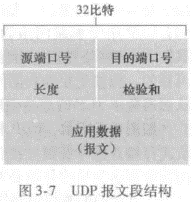 32比特
源端口号 目的端口号
长度 检验和
应用数据
（报文）
图 3-7 UDP 报文段结构